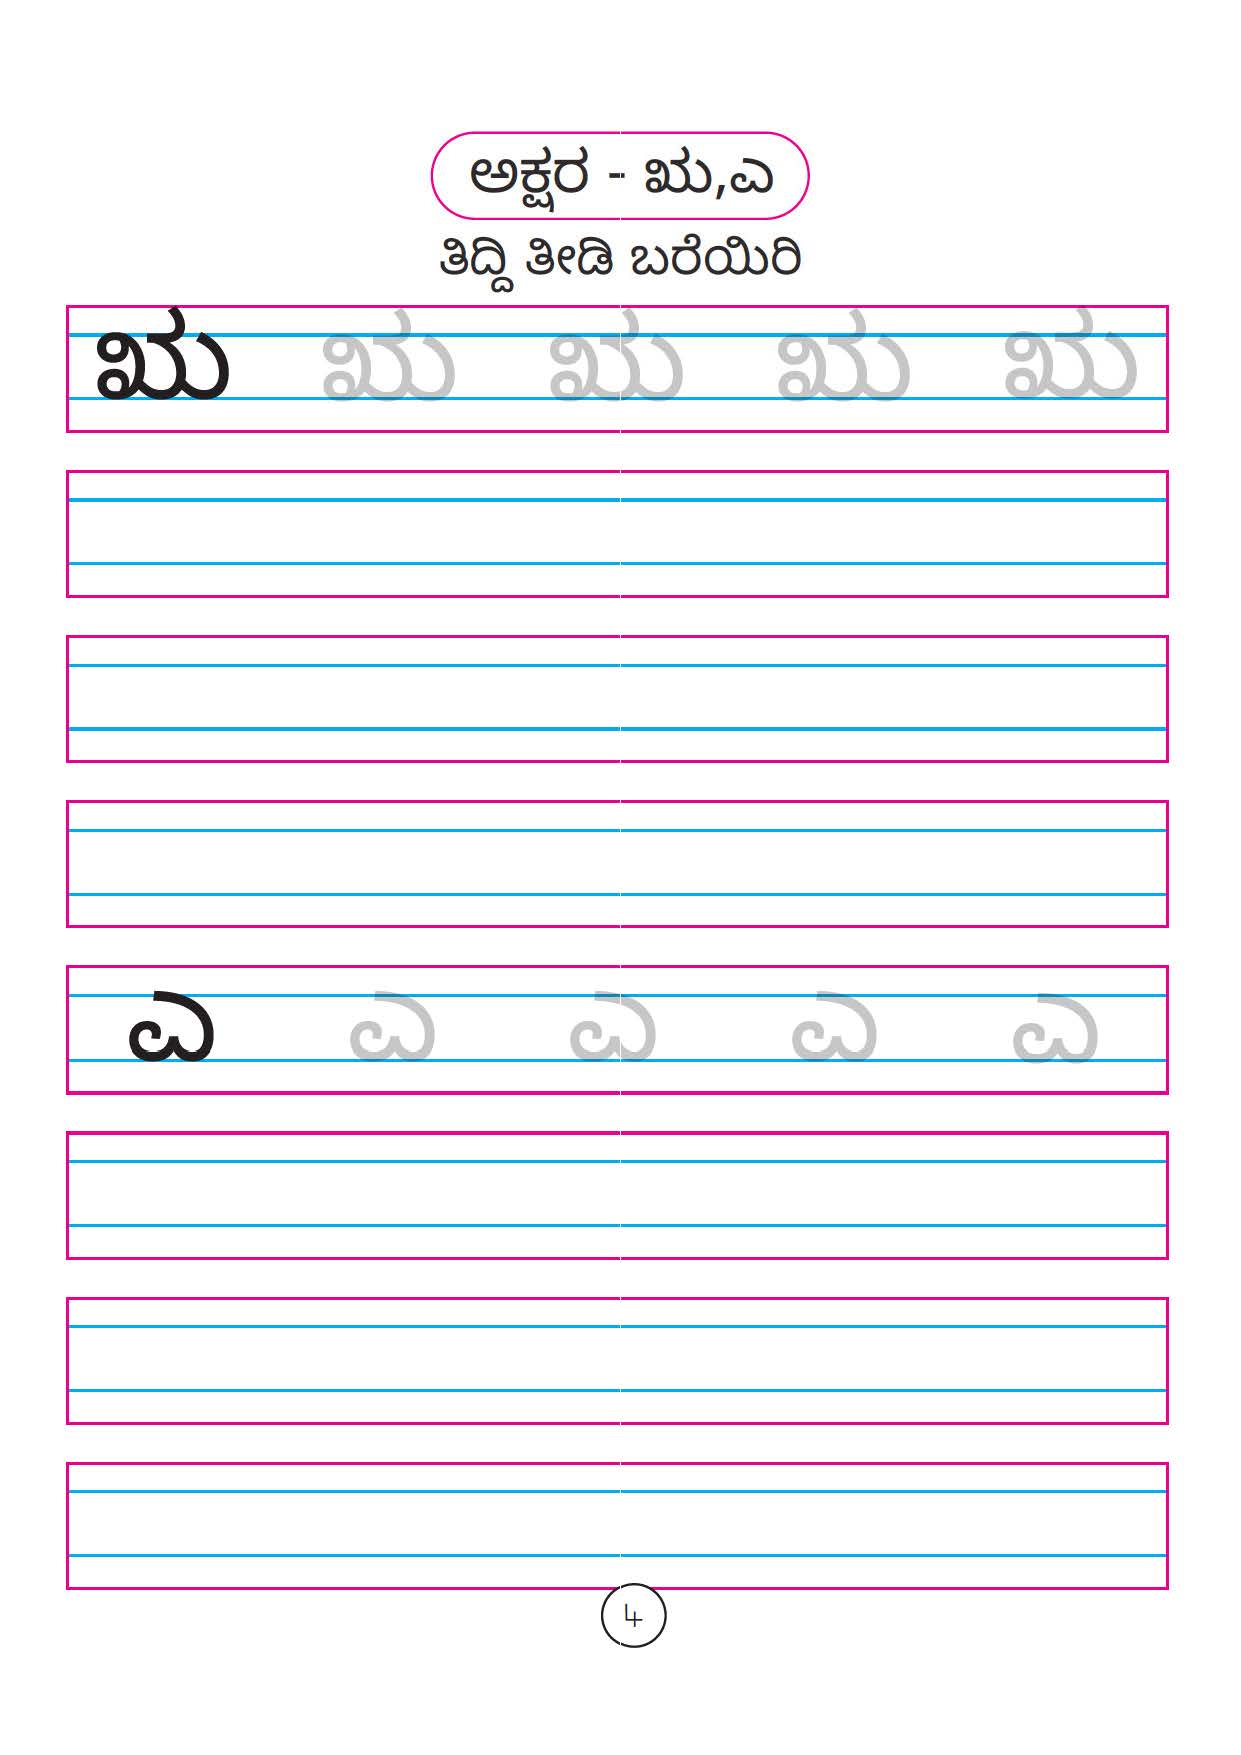 ಅಕ್ಷರ - ಋ,ಎ
ತಿದ್ದಿ ತೀಡಿ ಬರೆಯಿರಿ
ಋ ಋ ಋ ಋ ಋ
ಎ ಎ ಎ ಎ ಎ
4